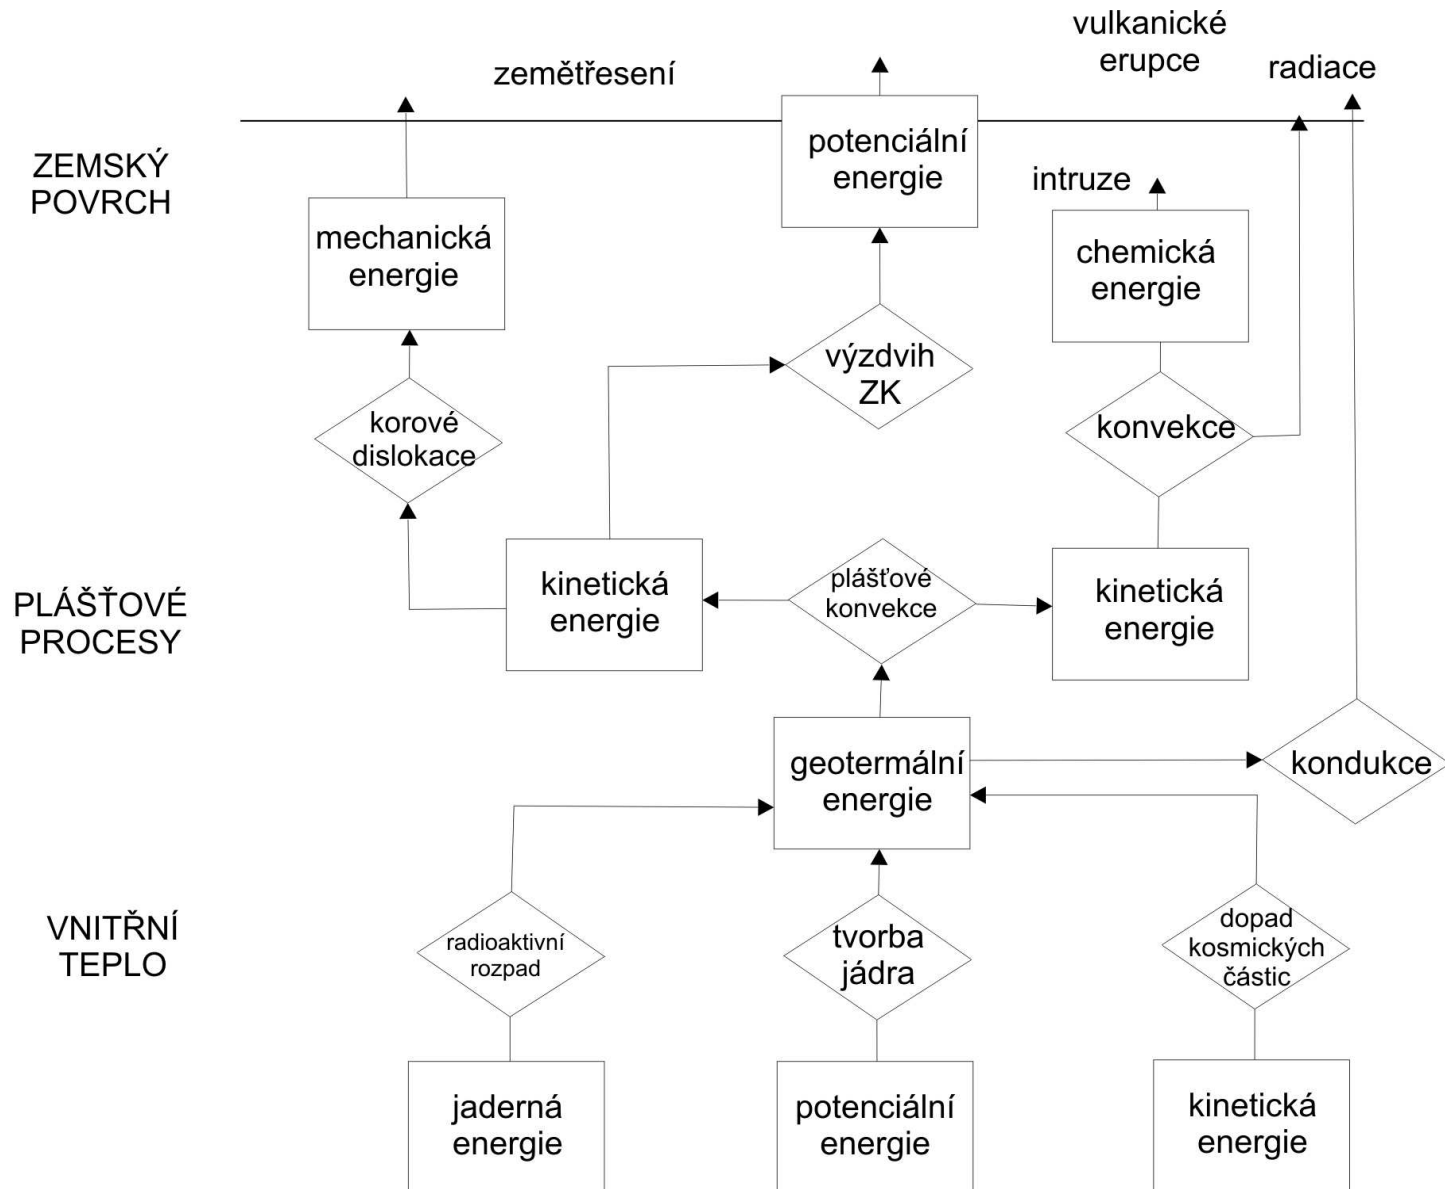 vulkanické
erupce
zemětřesení
radiace
ZEMSKÝ
POVRCH
potenciální
energie
intruze
mechanická
energie
chemická
energie
výzdvih
ZK
korové
dislokace
konvekce
PLÁŠŤOVÉ
PROCESY
kinetická
energie
plášťové
konvekce
kinetická
energie
geotermální
energie
kondukce
VNITŘNÍ
TEPLO
radioaktivní
rozpad
tvorba
jádra
dopad
kosmických
částic
jaderná
energie
potenciální
energie
kinetická
energie